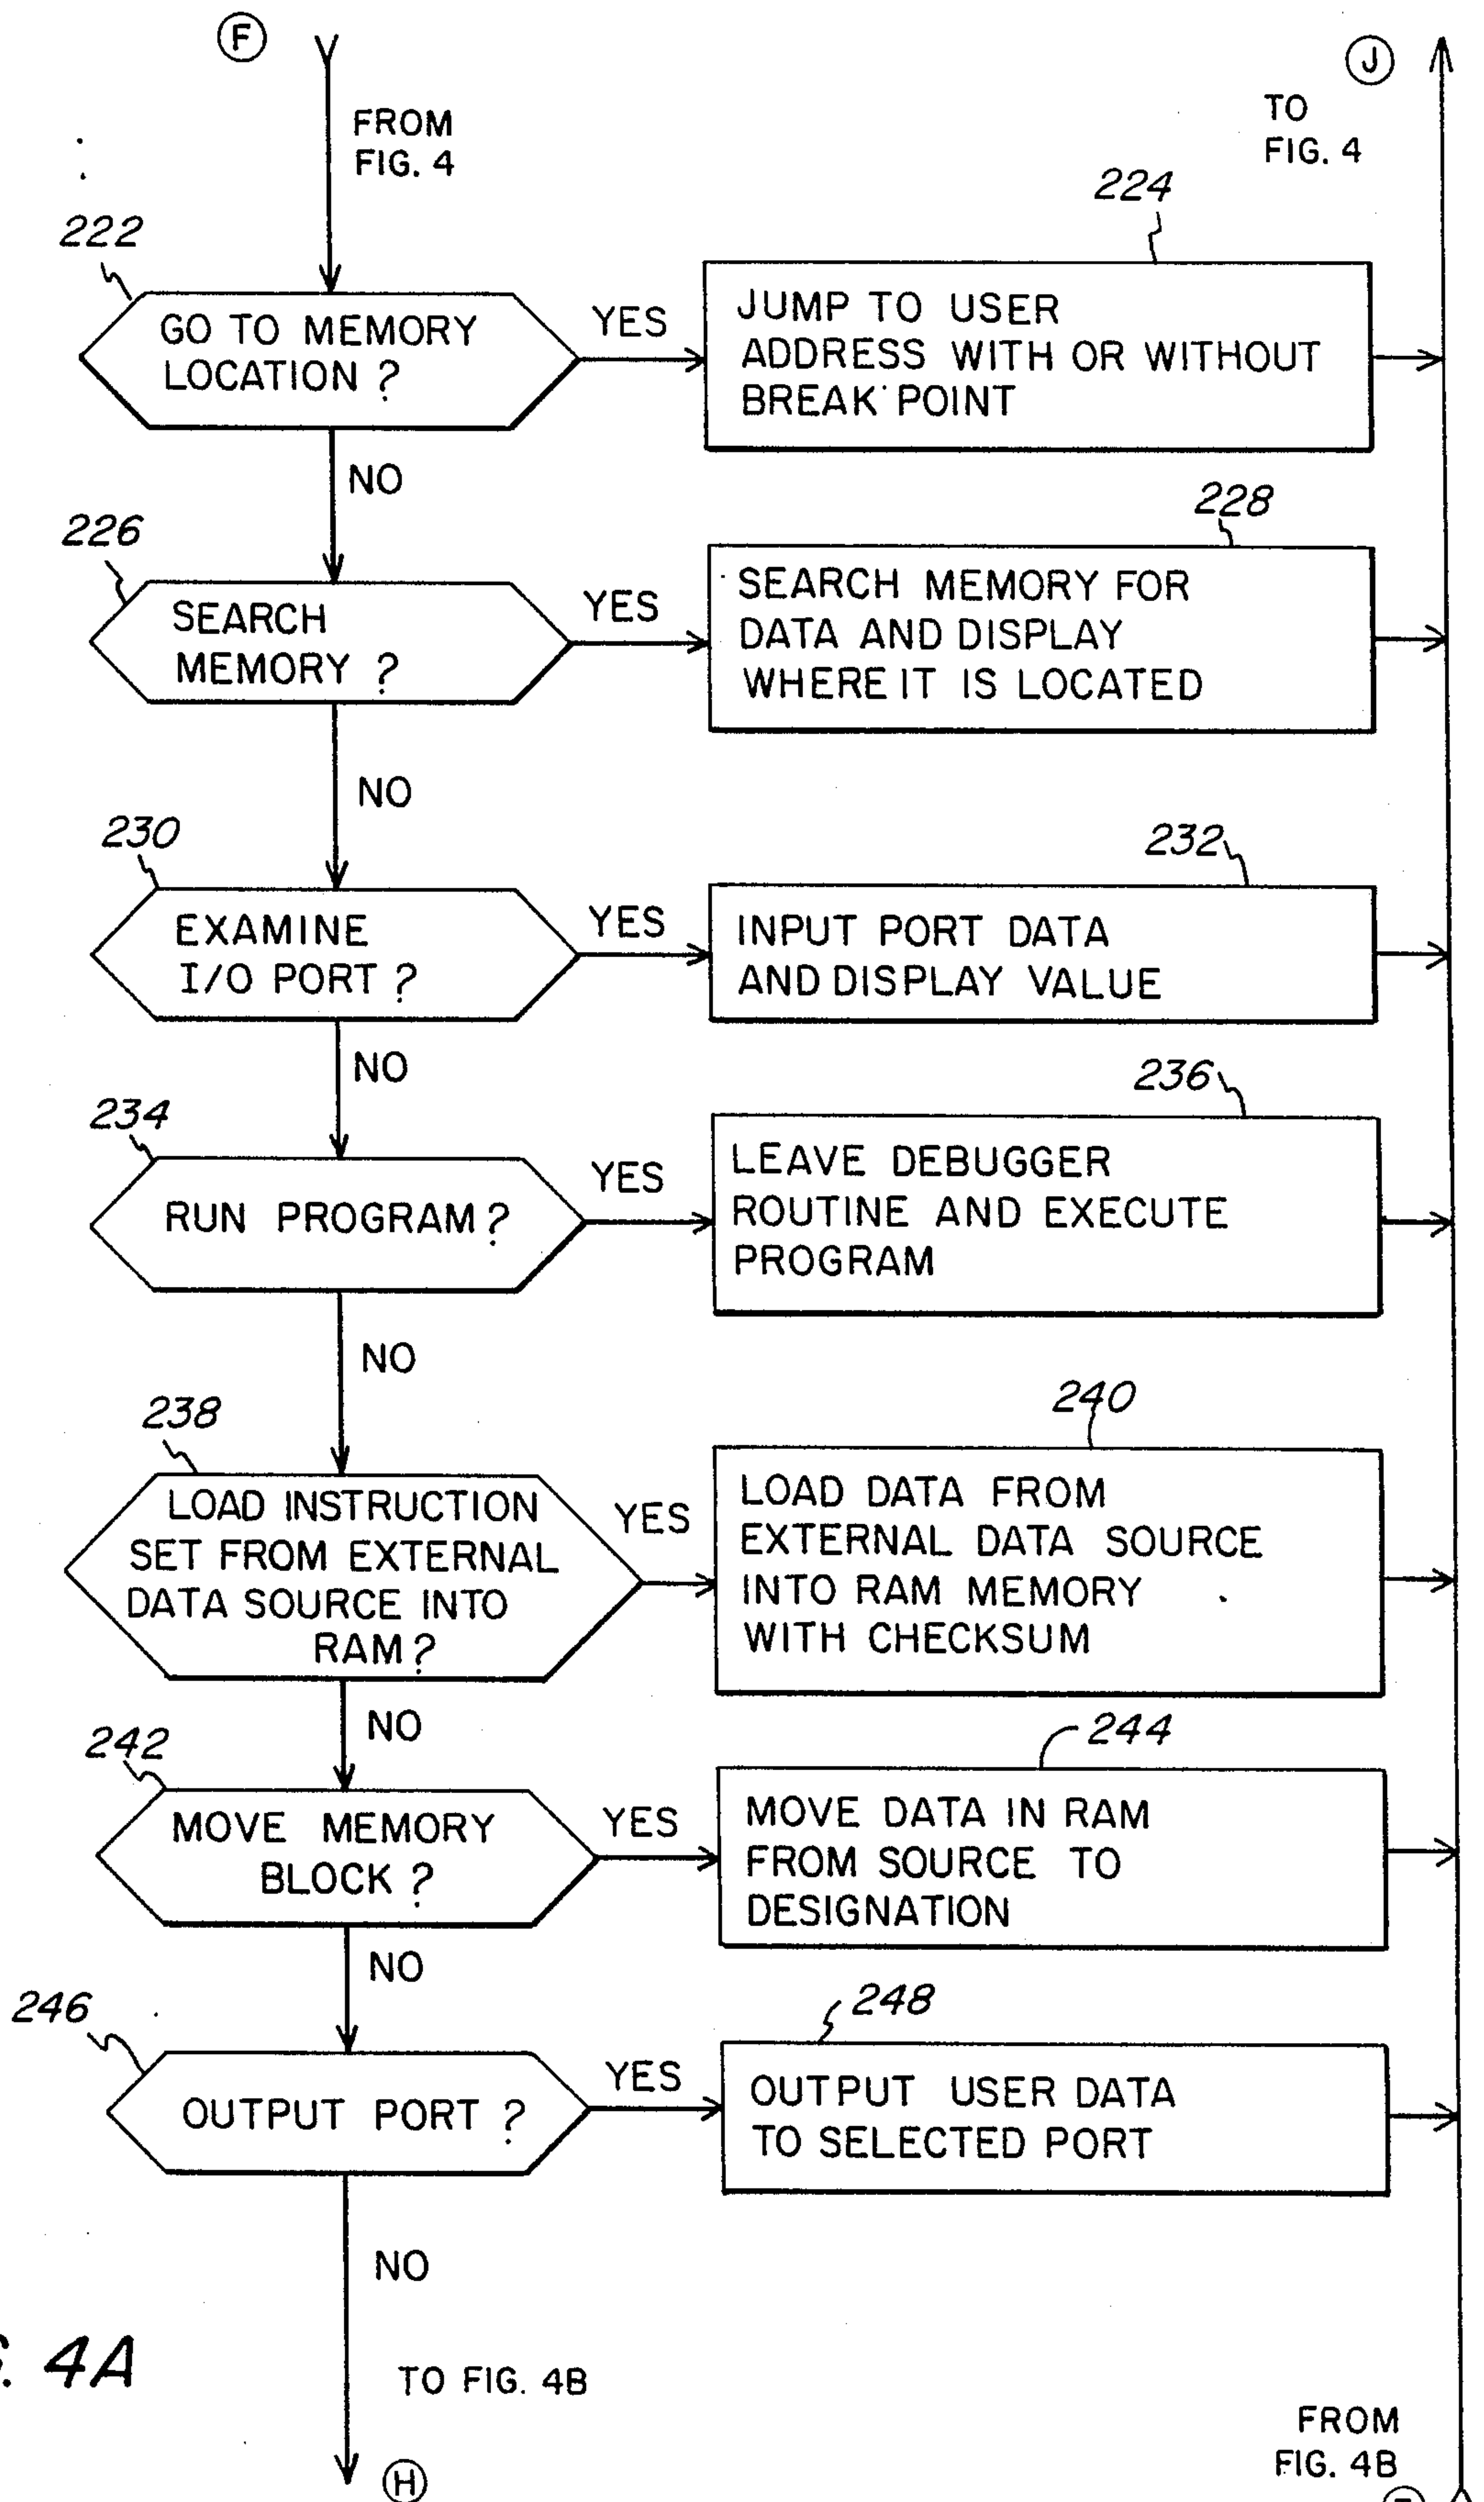 F
J
FROM
FIG. 4
TO
FIG. 4
222
224
GO TO MEMORY
LOCATION ?
YES
JUMP TO USER
ADDRESS WITH OR WITHOUT
BREAK POINT
NO
226
228
SEARCH
MEMORY ?
YES
SEARCH MEMORY FOR
DATA AND DISPLAY
WHERE IT IS LOCATED
NO
230
232
EXAMINE
I/O PORT ?
YES
INPUT PORT DATA
AND DISPLAY VALUE
NO
234
236
RUN PROGRAM ?
YES
LEAVE DEBUGGER
ROUTINE AND EXECUTE
PROGRAM
NO
238
240
LOAD INSTRUCTION
SET FROM EXTERNAL
DATA SOURCE INTO
RAM ?
YES
LOAD DATA FROM
EXTERNAL DATA SOURCE
INTO RAM MEMORY
WITH CHECKSUM
NO
242
244
MOVE MEMORY
BLOCK ?
YES
MOVE DATA IN RAM
FROM SOURCE TO
DESIGNATION
NO
246
248
OUTPUT PORT ?
YES
OUTPUT USER DATA
TO SELECTED PORT
NO
4A
TO FIG. 4B
H
FROM
FIG. 4B